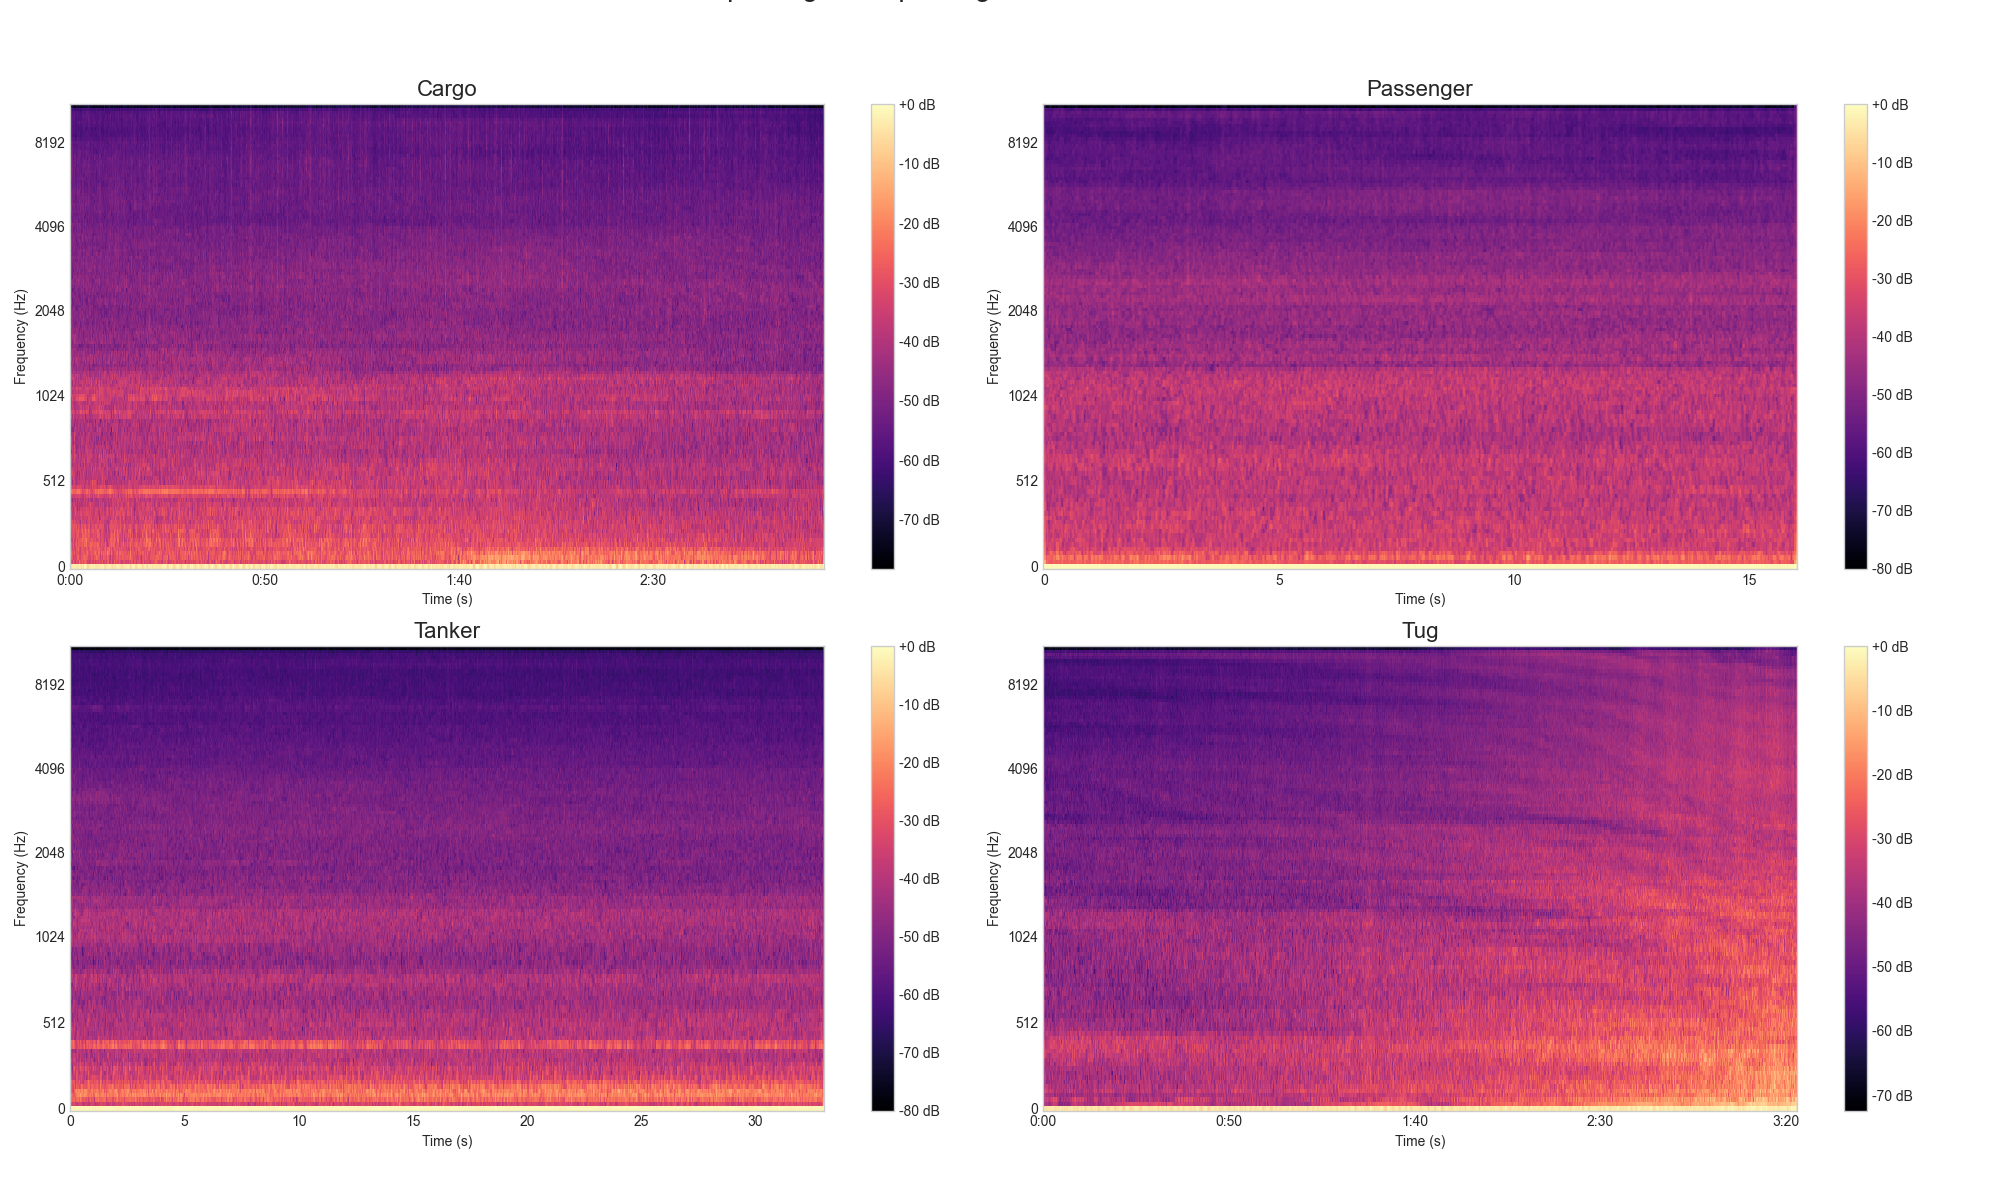 Cargo
Passenger
8192
4096
2048
1024
512
0
Frequency (Hz)
0:00 0:50 1:40 2:30
Time (s)
+0 dB
-10 dB
-20 dB
-30 dB
-40 dB
-50 dB
-60 dB
-70 dB
8192
4096
2048
1024
512
0
Frequency (Hz)
0 5 10 15
Time (s)
+0 dB
-10 dB
-20 dB
-30 dB
-40 dB
-50 dB
-60 dB
-70 dB
-80 dB
Tanker
Tug
8192
4096
2048
1024
512
0
Frequency (Hz)
0 5 10 15 20 25 30
Time (s)
+0 dB
-10 dB
-20 dB
-30 dB
-40 dB
-50 dB
-60 dB
-70 dB
-80 dB
8192
4096
2048
1024
512
0
Frequency (Hz)
0:00 0:50 1:40 2:30 3:20
Time (s)
+0 dB
-10 dB
-20 dB
-30 dB
-40 dB
-50 dB
-60 dB
-70 dB